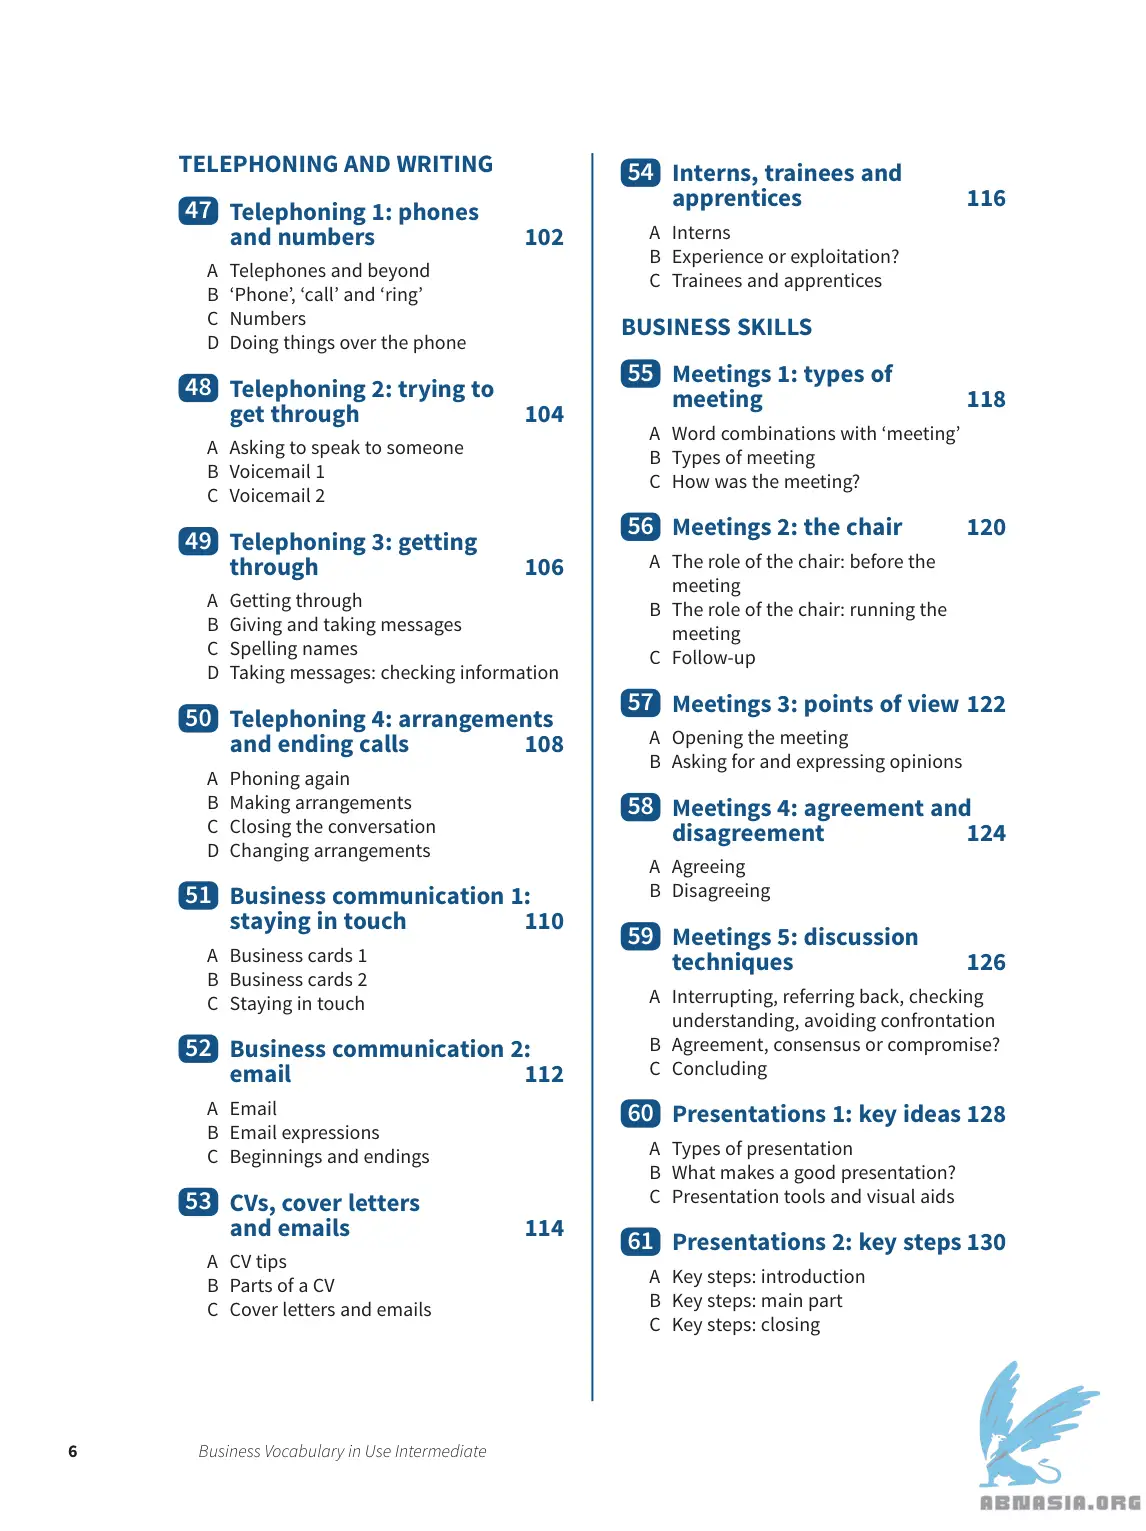 TELEPHONING AND WRITING
47 Telephoning 1: phones
and numbers 102
A Telephones and beyond
B ‘Phone’, ‘call’ and ‘ring’
C Numbers
D Doing things over the phone
48 Telephoning 2: trying to
get through 104
A Asking to speak to someone
B Voicemail 1
C Voicemail 2
49 Telephoning 3: getting
through 106
A Getting through
B Giving and taking messages
C Spelling names
D Taking messages: checking information
50 Telephoning 4: arrangements
and ending calls 108
A Phoning again
B Making arrangements
C Closing the conversation
D Changing arrangements
51 Business communication 1:
staying in touch 110
A Business cards 1
B Business cards 2
C Staying in touch
52 Business communication 2:
email 112
A Email
B Email expressions
C Beginnings and endings
53 CVs, cover letters
and emails 114
A CV tips
B Parts of a CV
C Cover letters and emails
54 Interns, trainees and
apprentices 116
A Interns
B Experience or exploitation?
C Trainees and apprentices
BUSINESS SKILLS
55 Meetings 1: types of
meeting 118
A Word combinations with ‘meeting’
B Types of meeting
C How was the meeting?
56 Meetings 2: the chair 120
A The role of the chair: before the
meeting
B The role of the chair: running the
meeting
C Follow-up
57 Meetings 3: points of view 122
A Opening the meeting
B Asking for and expressing opinions
58 Meetings 4: agreement and
disagreement 124
A Agreeing
B Disagreeing
59 Meetings 5: discussion
techniques 126
A Interrupting, referring back, checking
understanding, avoiding confrontation
B Agreement, consensus or compromise?
C Concluding
60 Presentations 1: key ideas 128
A Types of presentation
B What makes a good presentation?
C Presentation tools and visual aids
61 Presentations 2: key steps 130
A Key steps: introduction
B Key steps: main part
C Key steps: closing
6 Business Vocabulary in Use Intermediate
ABNASIA.ORG